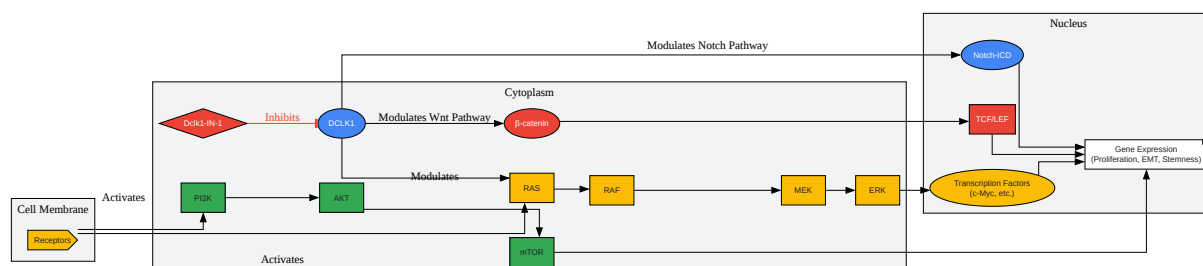 Nucleus
Modulates Notch Pathway
Notch-ICD
Cytoplasm
Dclk1-IN-1
Inhibits
DCLK1
Modulates Wnt Pathway
β-catenin
TCF/LEF
Gene Expression
(Proliferation, EMT, Stemness)
Modulates
RAS
RAF
MEK
ERK
Transcription Factors
(c-Myc, etc.)
PI3K
AKT
Activates
Cell Membrane
Receptors
mTOR
Activates